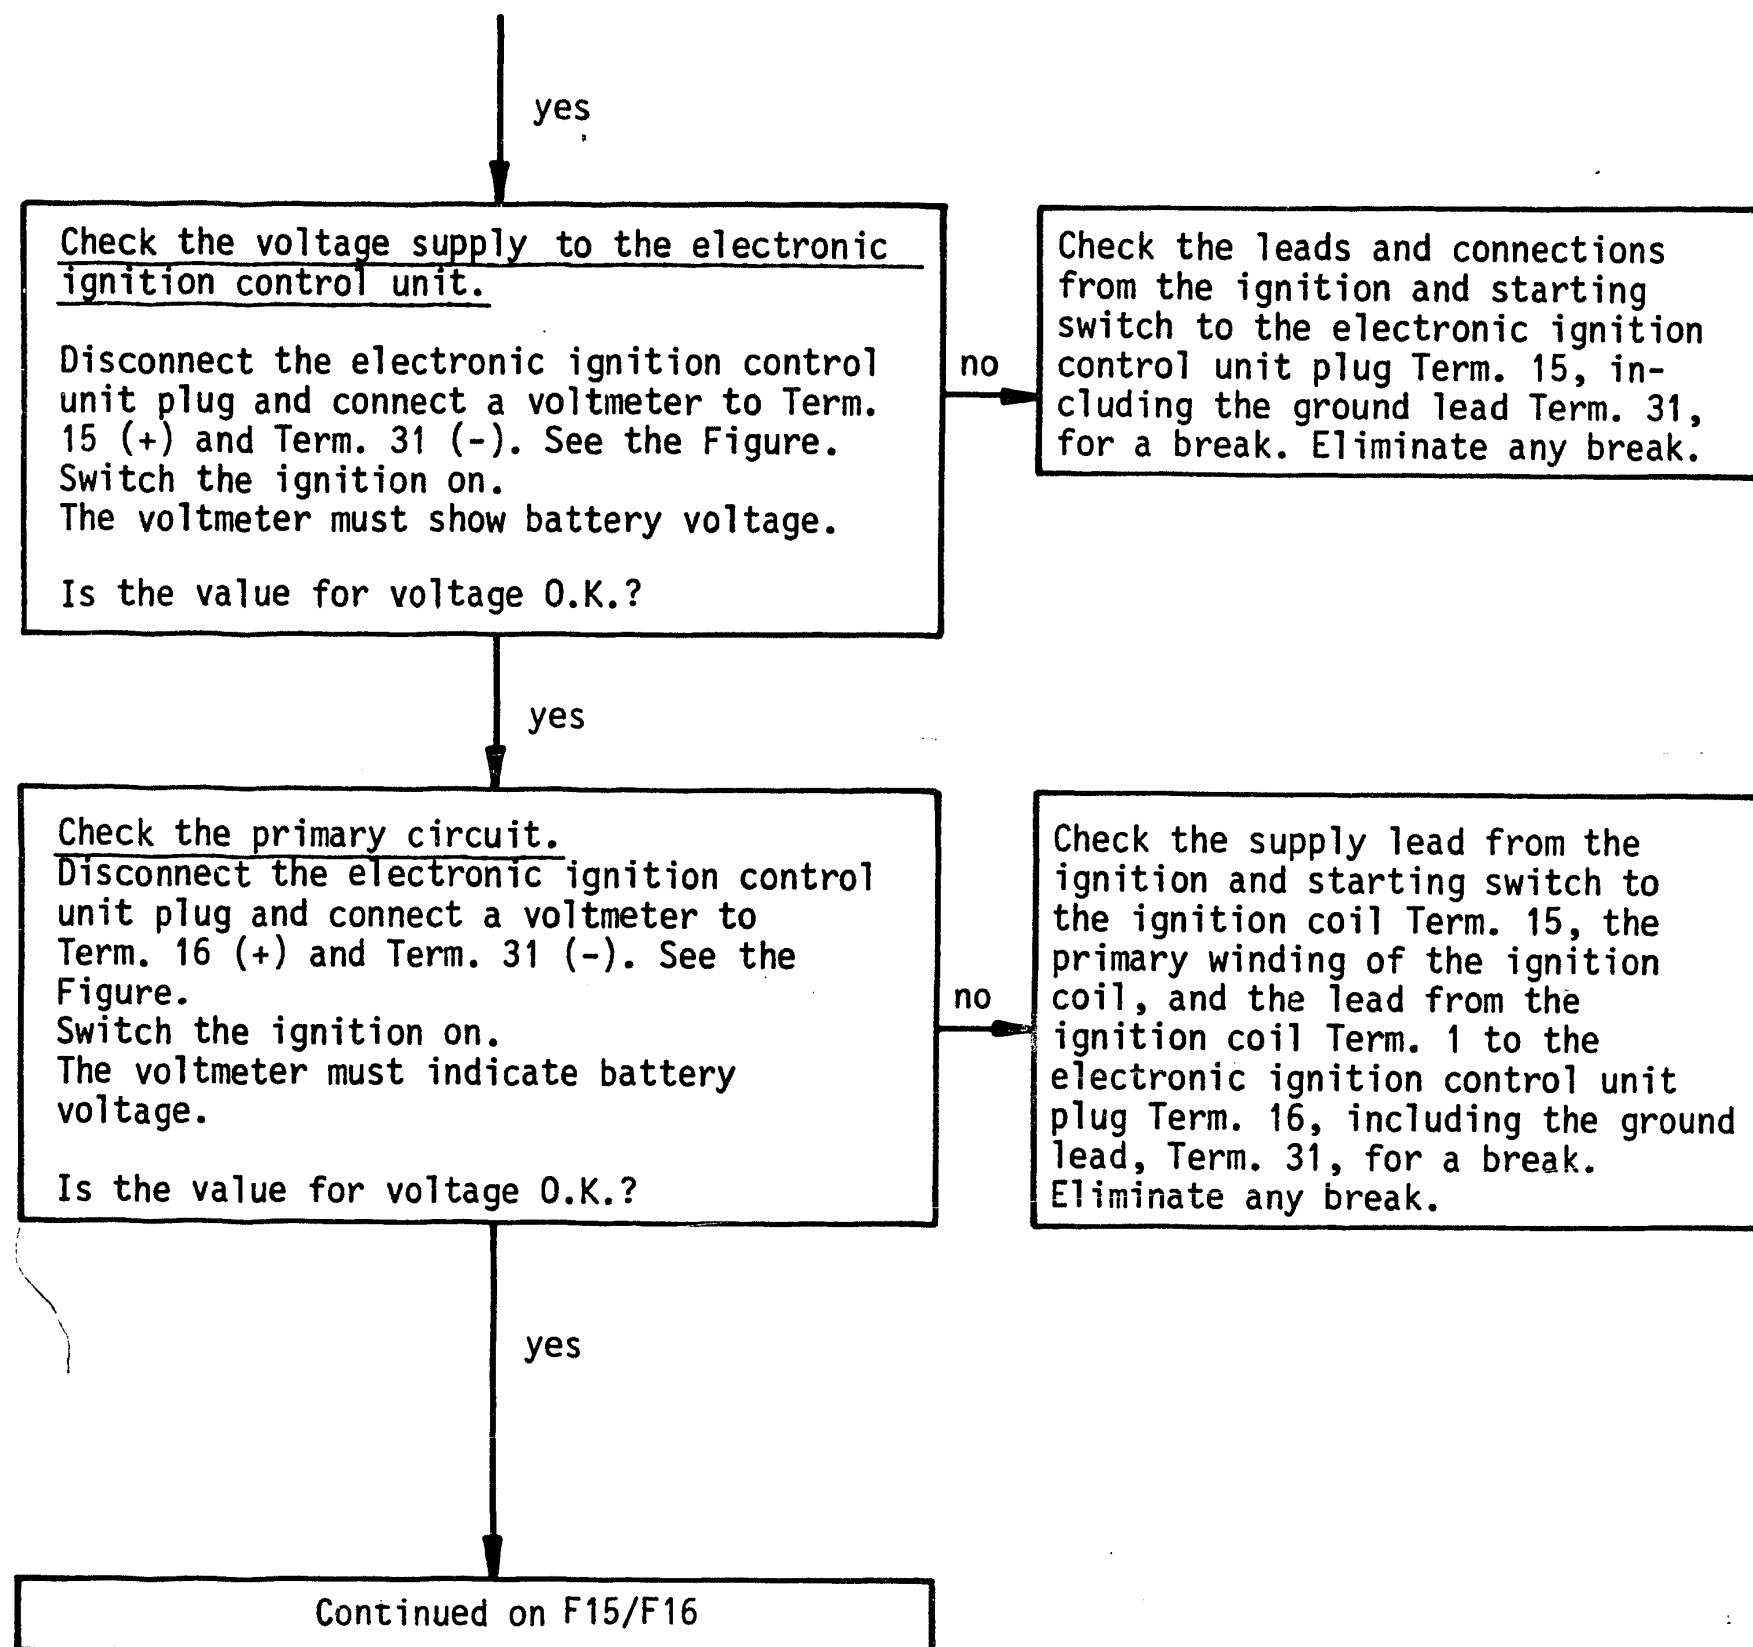 yes
Check the voltage supply to the electronic
ignition control unit.
Disconnect the electronic ignition control
unit plug and connect a voltmeter to Term.
15 (+) and Term. 31 (-). See the Figure.
Switch the ignition on.
The voltmeter must show battery voltage.
Is the value for voltage O.K.?
no
Check the leads and connections
from the ignition and starting
switch to the electronic ignition
control unit plug Term. 15, in-
cluding the ground lead Term. 31,
for a break. Eliminate any break.
yes
Check the primary circuit.
Disconnect the electronic ignition control
unit plug and connect a voltmeter to
Term. 16 (+) and Term. 31 (-). See the
Figure.
Switch the ignition on.
The voltmeter must indicate battery
voltage.
Is the value for voltage O.K.?
no
Check the supply lead from the
ignition and starting switch to
the ignition coil Term. 15, the
primary winding of the ignition
coil, and the lead from the
ignition coil Term. 1 to the
electronic ignition control unit
plug Term. 16, including the ground
lead, Term. 31, for a break.
Eliminate any break.
yes
Continued on F15/F16